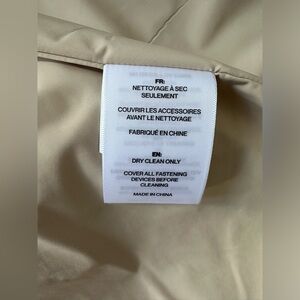 FR:
NETTOYAGE À SEC
SEULEMENT
COUVRIR LES ACCESSOIRES
AVANT LE NETTOYAGE
FABRIQUÉ EN CHINE
EN:
DRY CLEAN ONLY
COVER ALL FASTENING
DEVICES BEFORE
CLEANING
MADE IN CHINA